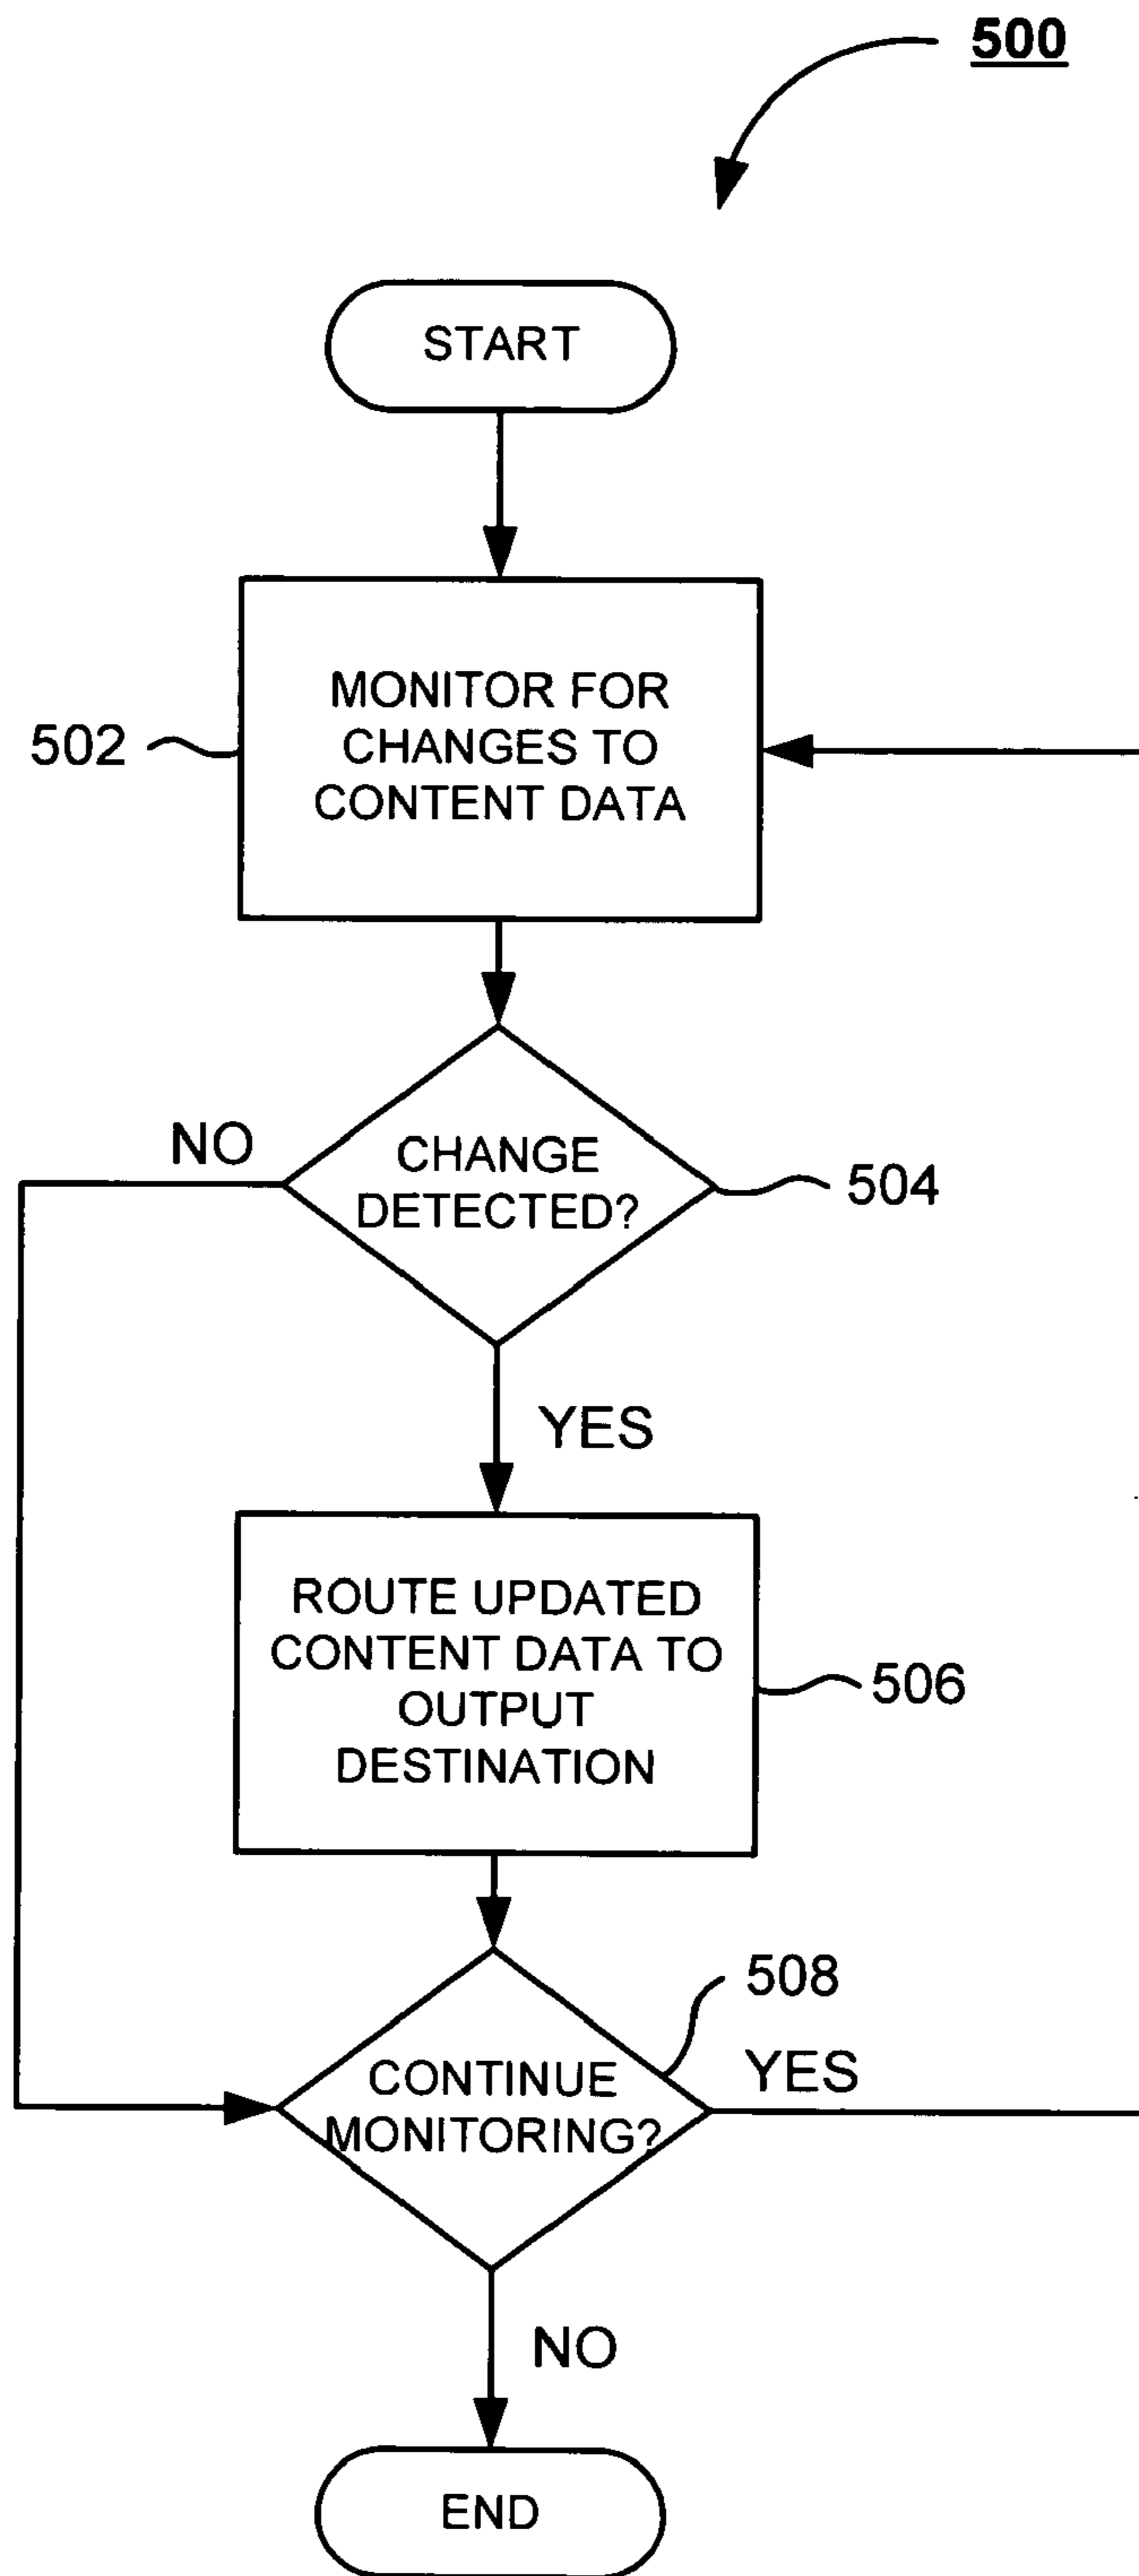 500
START
MONITOR FOR
CHANGES TO
CONTENT DATA
502
NO
CHANGE
DETECTED?
504
YES
ROUTE UPDATED
CONTENT DATA TO
OUTPUT
DESTINATION
506
508
CONTINUE
MONITORING?
YES
NO
END